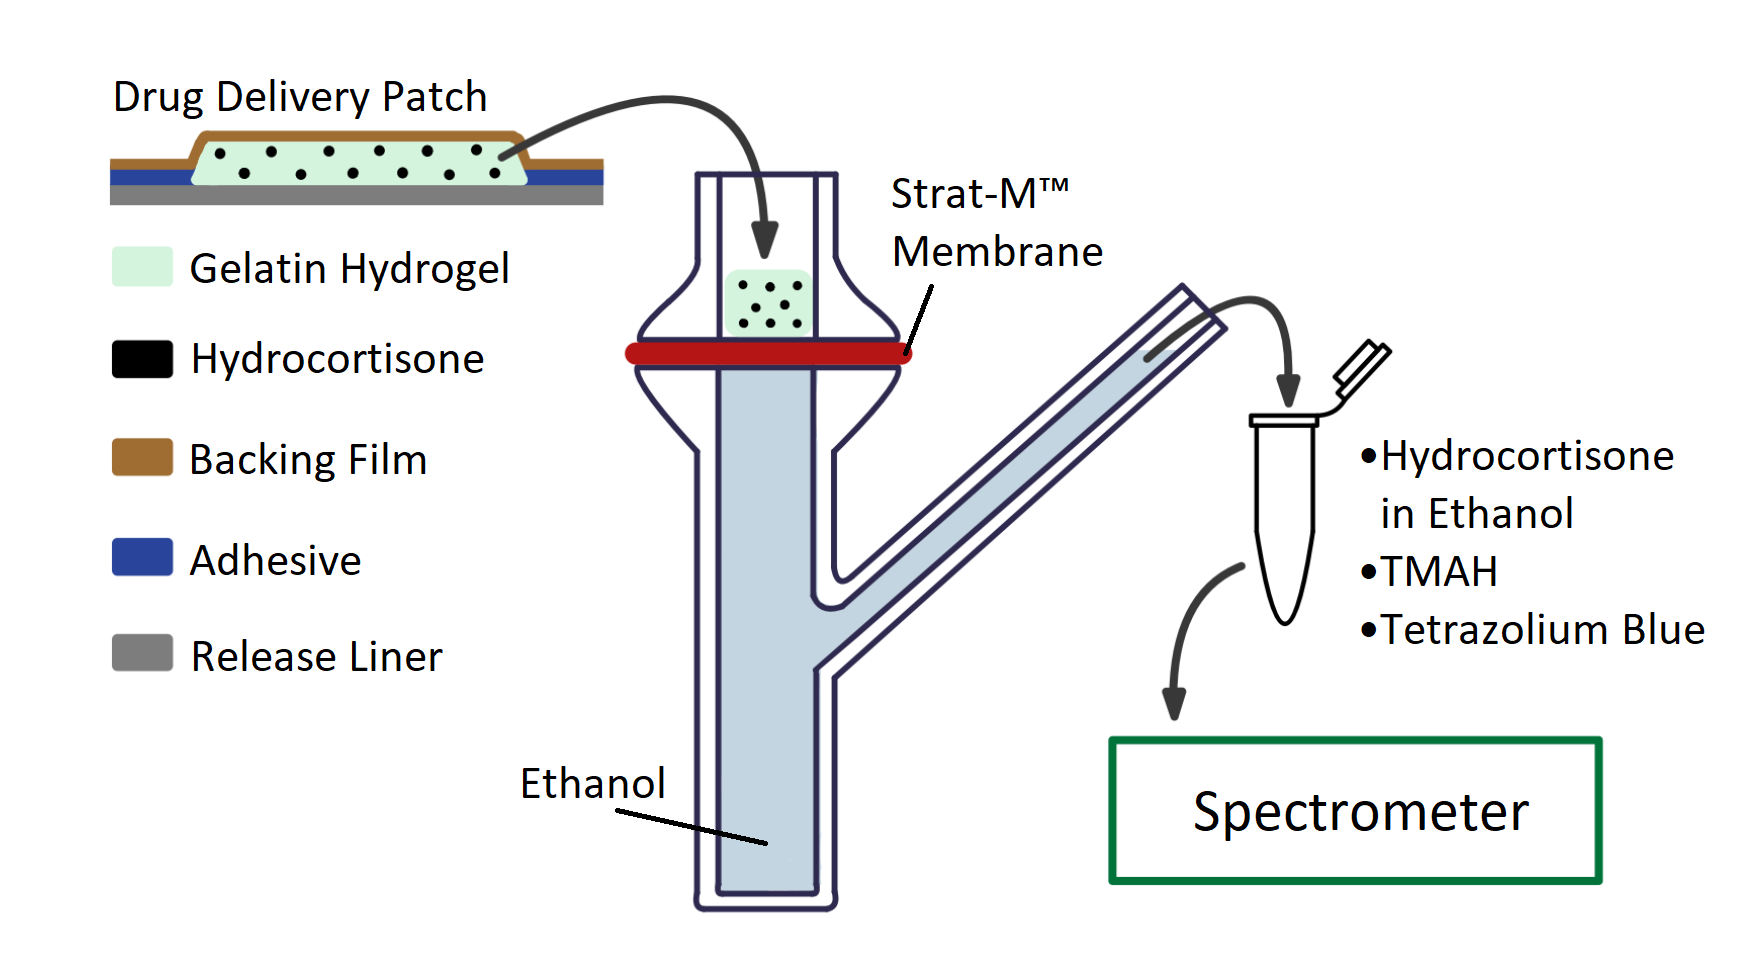 Drug Delivery Patch
Gelatin Hydrogel
Hydrocortisone
Backing Film
Adhesive
Release Liner
Strat-M™
Membrane
Ethanol
•Hydrocortisone
in Ethanol
•TMAH
•Tetrazolium Blue
Spectrometer